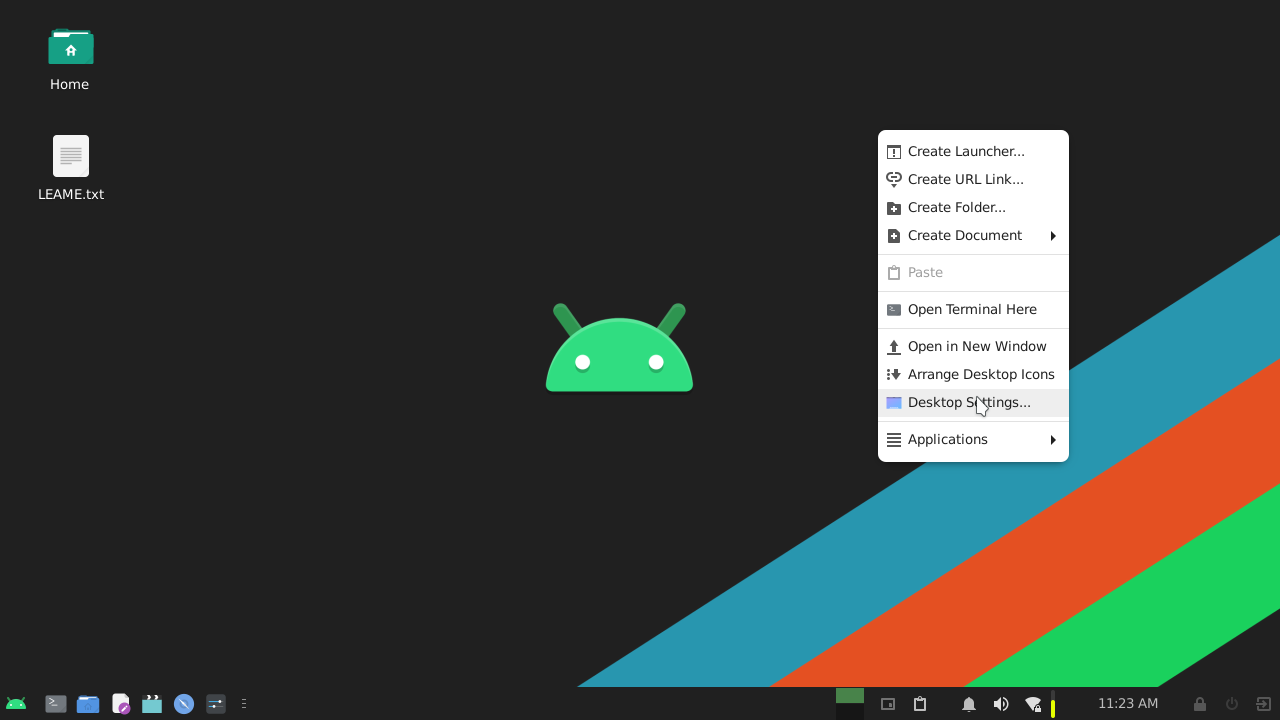 Home
LEAME.txt
Create Launcher...
Create URL Link...
Create Folder...
Create Document
Paste
Open Terminal Here
Open in New Window
Arrange Desktop Icons
Desktop Settings...
Applications
11:23 AM